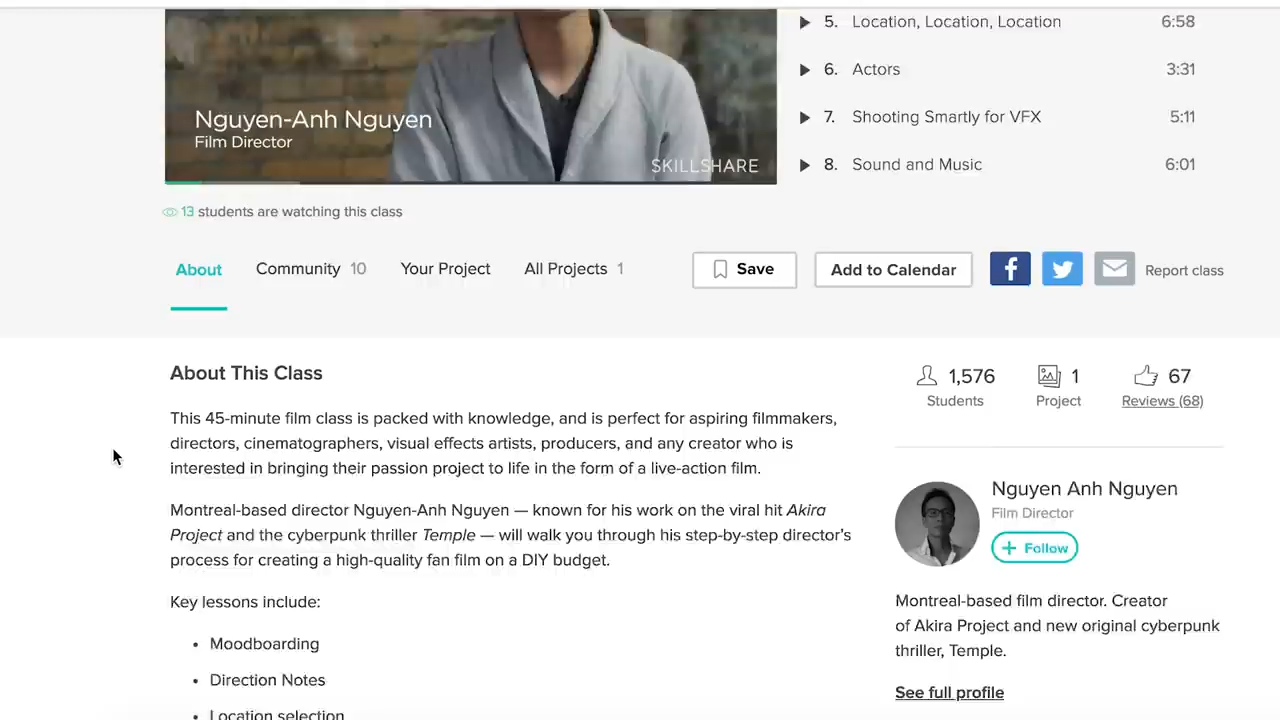 5. Location, Location, Location 6:58
6. Actors 3:31
7. Shooting Smartly for VFX 5:11
8. Sound and Music 6:01
Nguyen-Anh Nguyen
Film Director
SKILLSHARE
13 students are watching this class
About Community 10 Your Project All Projects 1
Save Add to Calendar Report class
About This Class
This 45-minute film class is packed with knowledge, and is perfect for aspiring filmmakers,
directors, cinematographers, visual effects artists, producers, and any creator who is
interested in bringing their passion project to life in the form of a live-action film.
Montreal-based director Nguyen-Anh Nguyen — known for his work on the viral hit Akira
Project and the cyberpunk thriller Temple — will walk you through his step-by-step director's
process for creating a high-quality fan film on a DIY budget.
Key lessons include:
• Moodboarding
• Direction Notes
• Location selection
1,576 1 67
Students Project Reviews (68)
Nguyen Anh Nguyen
Film Director
+ Follow
Montreal-based film director. Creator
of Akira Project and new original cyberpunk
thriller, Temple.
See full profile